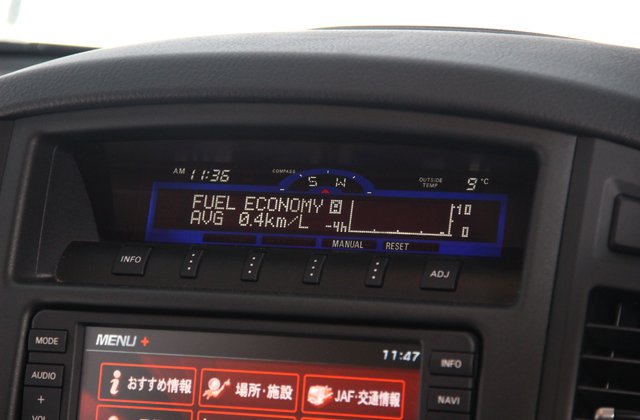 AM 11:36 COMPASS S W OUTSIDE TEMP 9 °C
FUEL ECONOMY 10
AVG 0.4km/L -4h 0
MANUAL RESET
INFO ADJ
MODE MENU + 11:47 INFO
AUDIO おすすめ情報 場所・施設 JAF・交通情報 NAVI
+
VOL